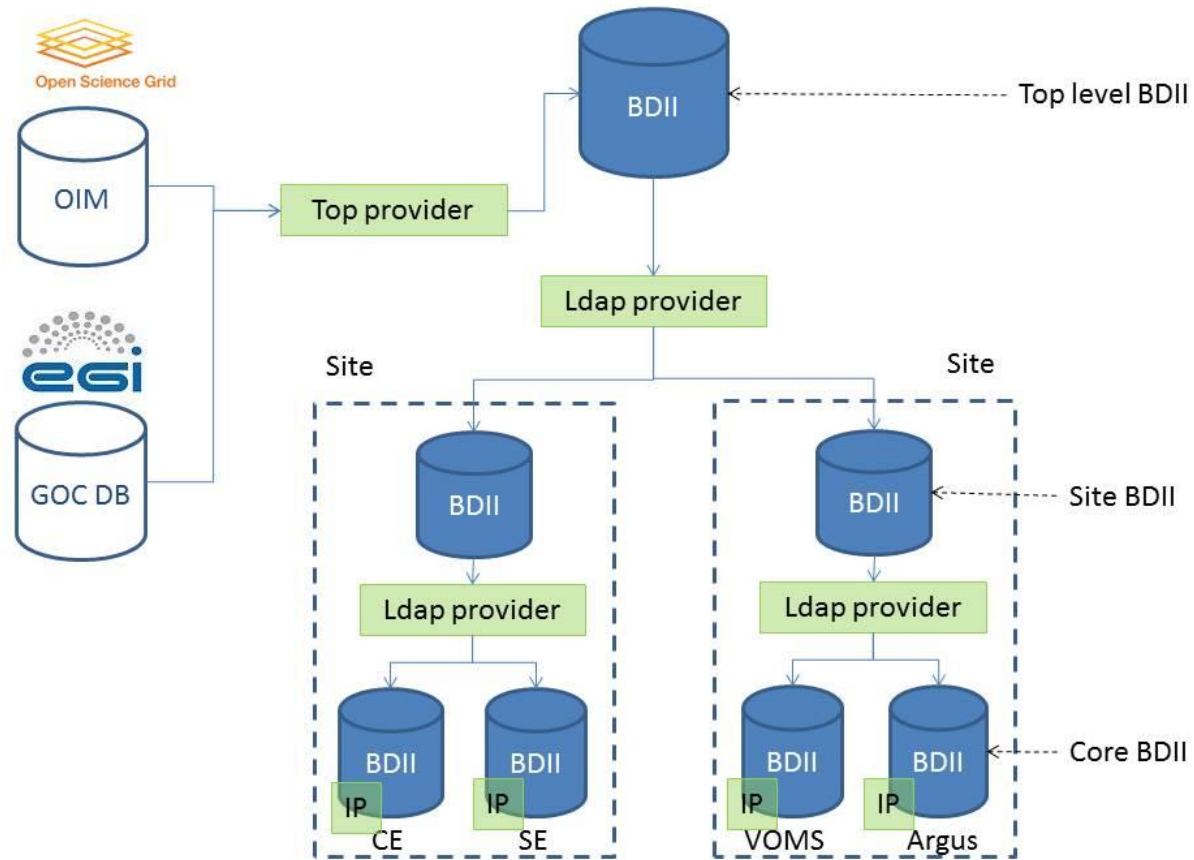 Open Science Grid
BDII
Top level BDII
OIM
Top provider
Ldap provider
egi
Site
Site
GOC DB
BDII
BDII
Site BDII
Ldap provider
Ldap provider
BDII
BDII
BDII
BDII
Core BDII
IP
IP
IP
IP
CE
SE
VOMS
Argus